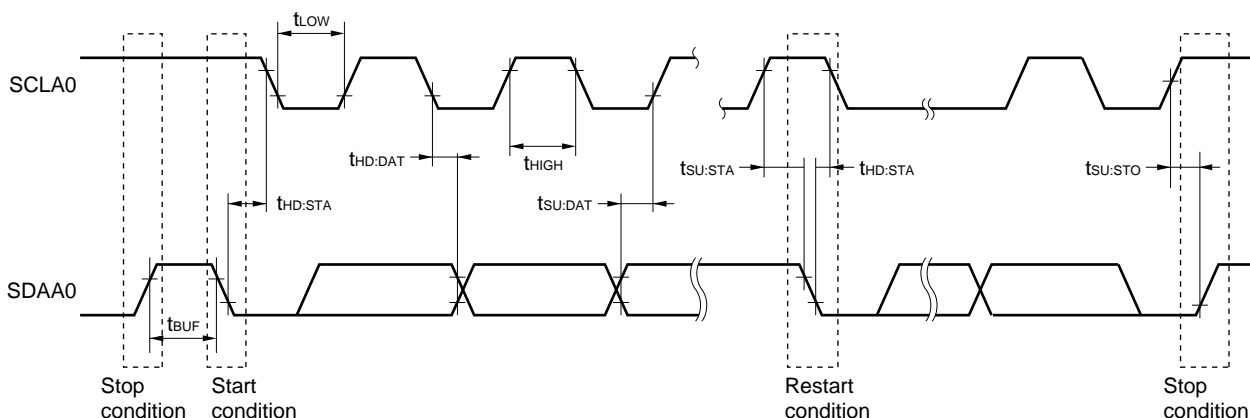 tLOW
SCLA0
tHD:DAT
tHIGH
tSU:STA
tHD:STA
tSU:STO
tHD:STA
tSU:DAT
SDAA0
tBUF
Stop
condition
Start
condition
Restart
condition
Stop
condition